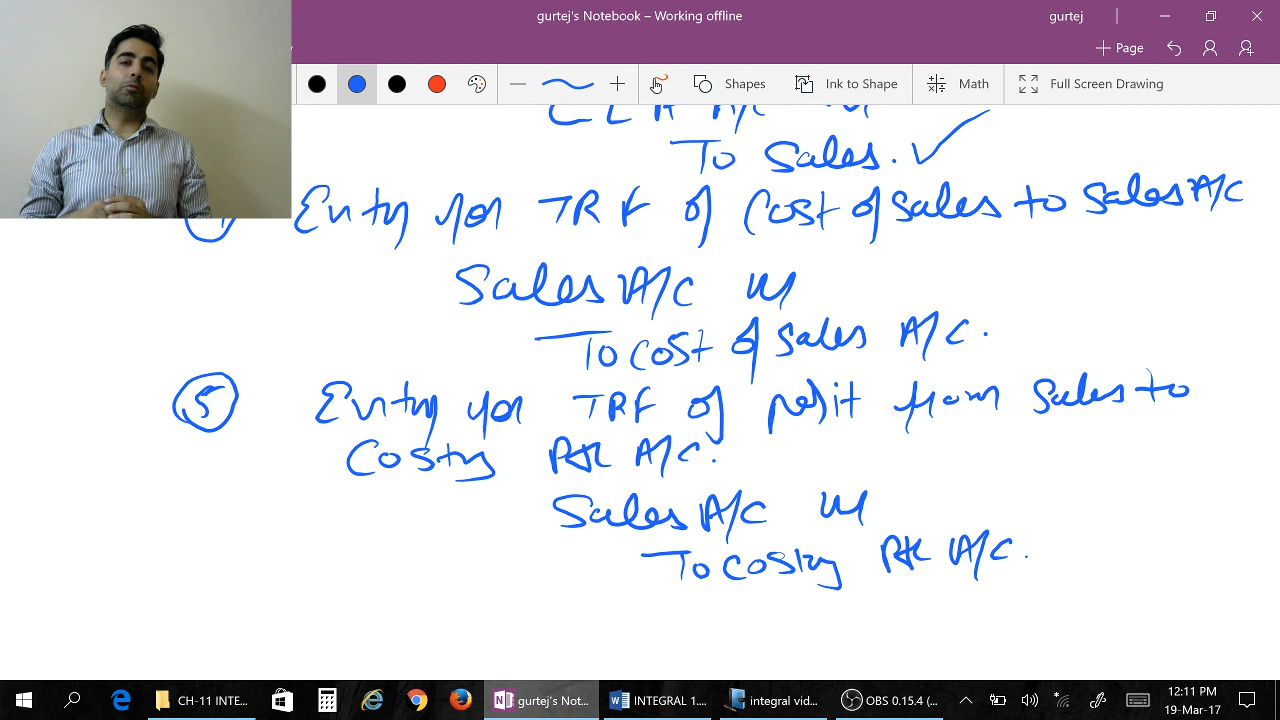 gurtej's Notebook – Working offline
gurtej
Page
Shapes
Ink to Shape
Math
Full Screen Drawing
To Sales.
Entry for TRF of Cost of Sales to Sales A/C
Sales A/C
To Cost of Sales A/C.
5 Entry for TRF of profit from Sales to
Costing A/C.
Sales A/C
To Costing A/C.
CH-11 INTE...
gurtej's Not...
INTEGRAL 1....
integral vid...
OBS 0.15.4 (...
12:11 PM
19-Mar-17